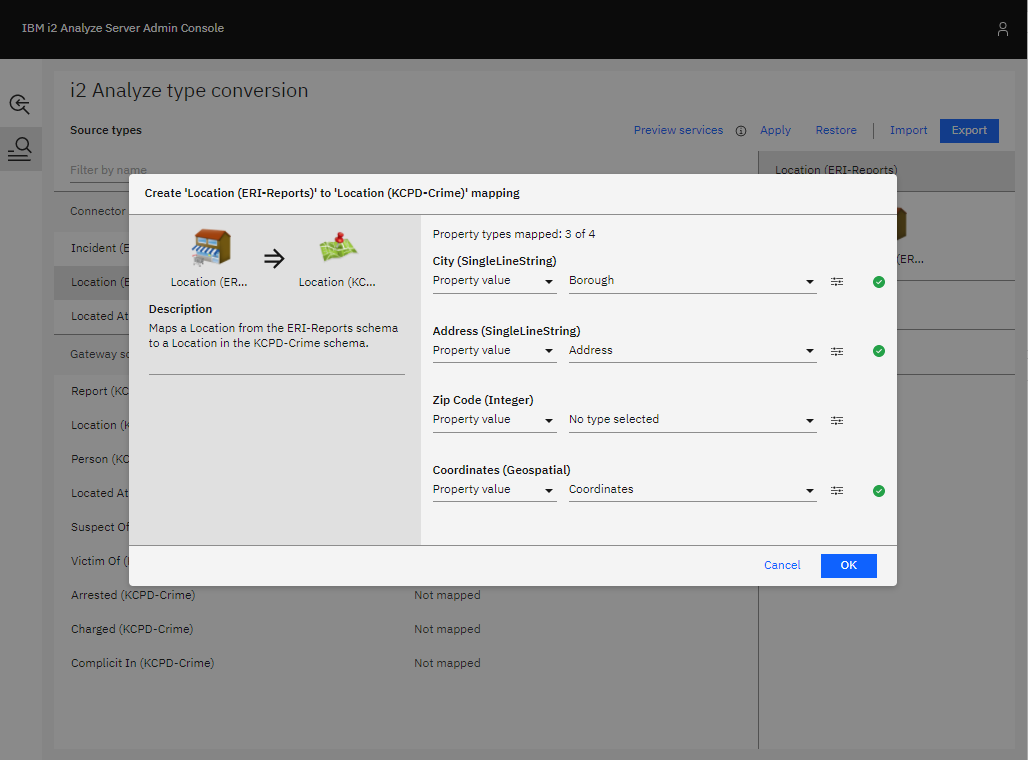 IBM i2 Analyze Server Admin Console
i2 Analyze type conversion
Source types
Preview services
Apply
Restore
Import
Export
Filter by name
Location (ERI-Reports)
Create 'Location (ERI-Reports)' to 'Location (KCPD-Crime)' mapping
Connector
Incident (E
Location (E
Located At
Gateway sc
Report (KC
Location (K
Person (KC
Located At
Suspect Of
Victim Of (
Location (ER...
Location (KC...
Description
Maps a Location from the ERI-Reports schema
to a Location in the KCPD-Crime schema.
Property types mapped: 3 of 4
City (SingleLineString)
Property value Borough
Address (SingleLineString)
Property value Address
Zip Code (Integer)
Property value No type selected
Coordinates (Geospatial)
Property value Coordinates
(ER...
Cancel
OK
Arrested (KCPD-Crime) Not mapped
Charged (KCPD-Crime) Not mapped
Complicit In (KCPD-Crime) Not mapped